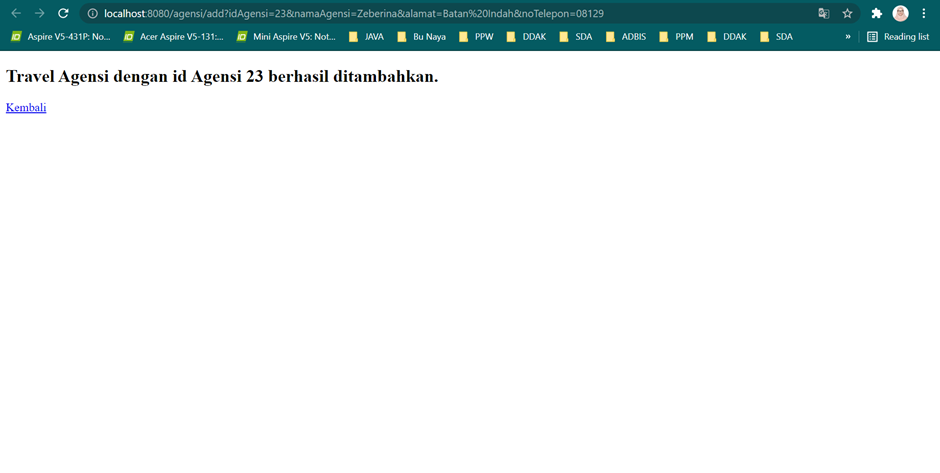 localhost:8080/agensi/add?idAgensi=23&namaAgensi=Zeberina&alamat=Batan%20Indah&noTelepon=08129
Aspire V5-431P: No... Acer Aspire V5-131:... Mini Aspire V5: Not... JAVA Bu Naya PPW DDAK SDA ADBIS PPM DDAK SDA » Reading list
Travel Agensi dengan id Agensi 23 berhasil ditambahkan.
Kembali